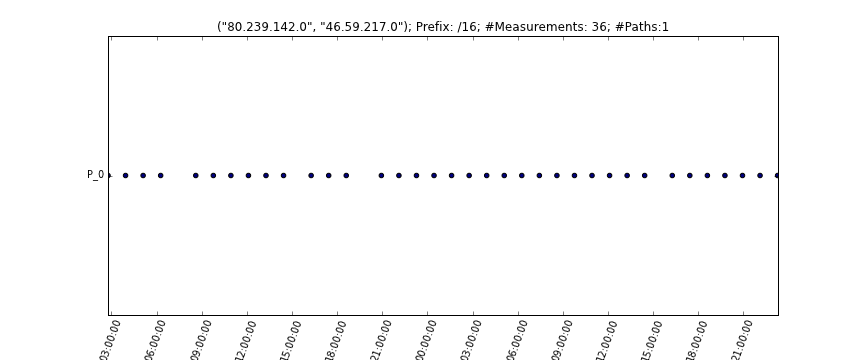 ("80.239.142.0", "46.59.217.0"); Prefix: /16; #Measurements: 36; #Paths:1
P_0
03:00:00 06:00:00 09:00:00 12:00:00 15:00:00 18:00:00 21:00:00 00:00:00 03:00:00 06:00:00 09:00:00 12:00:00 15:00:00 18:00:00 21:00:00